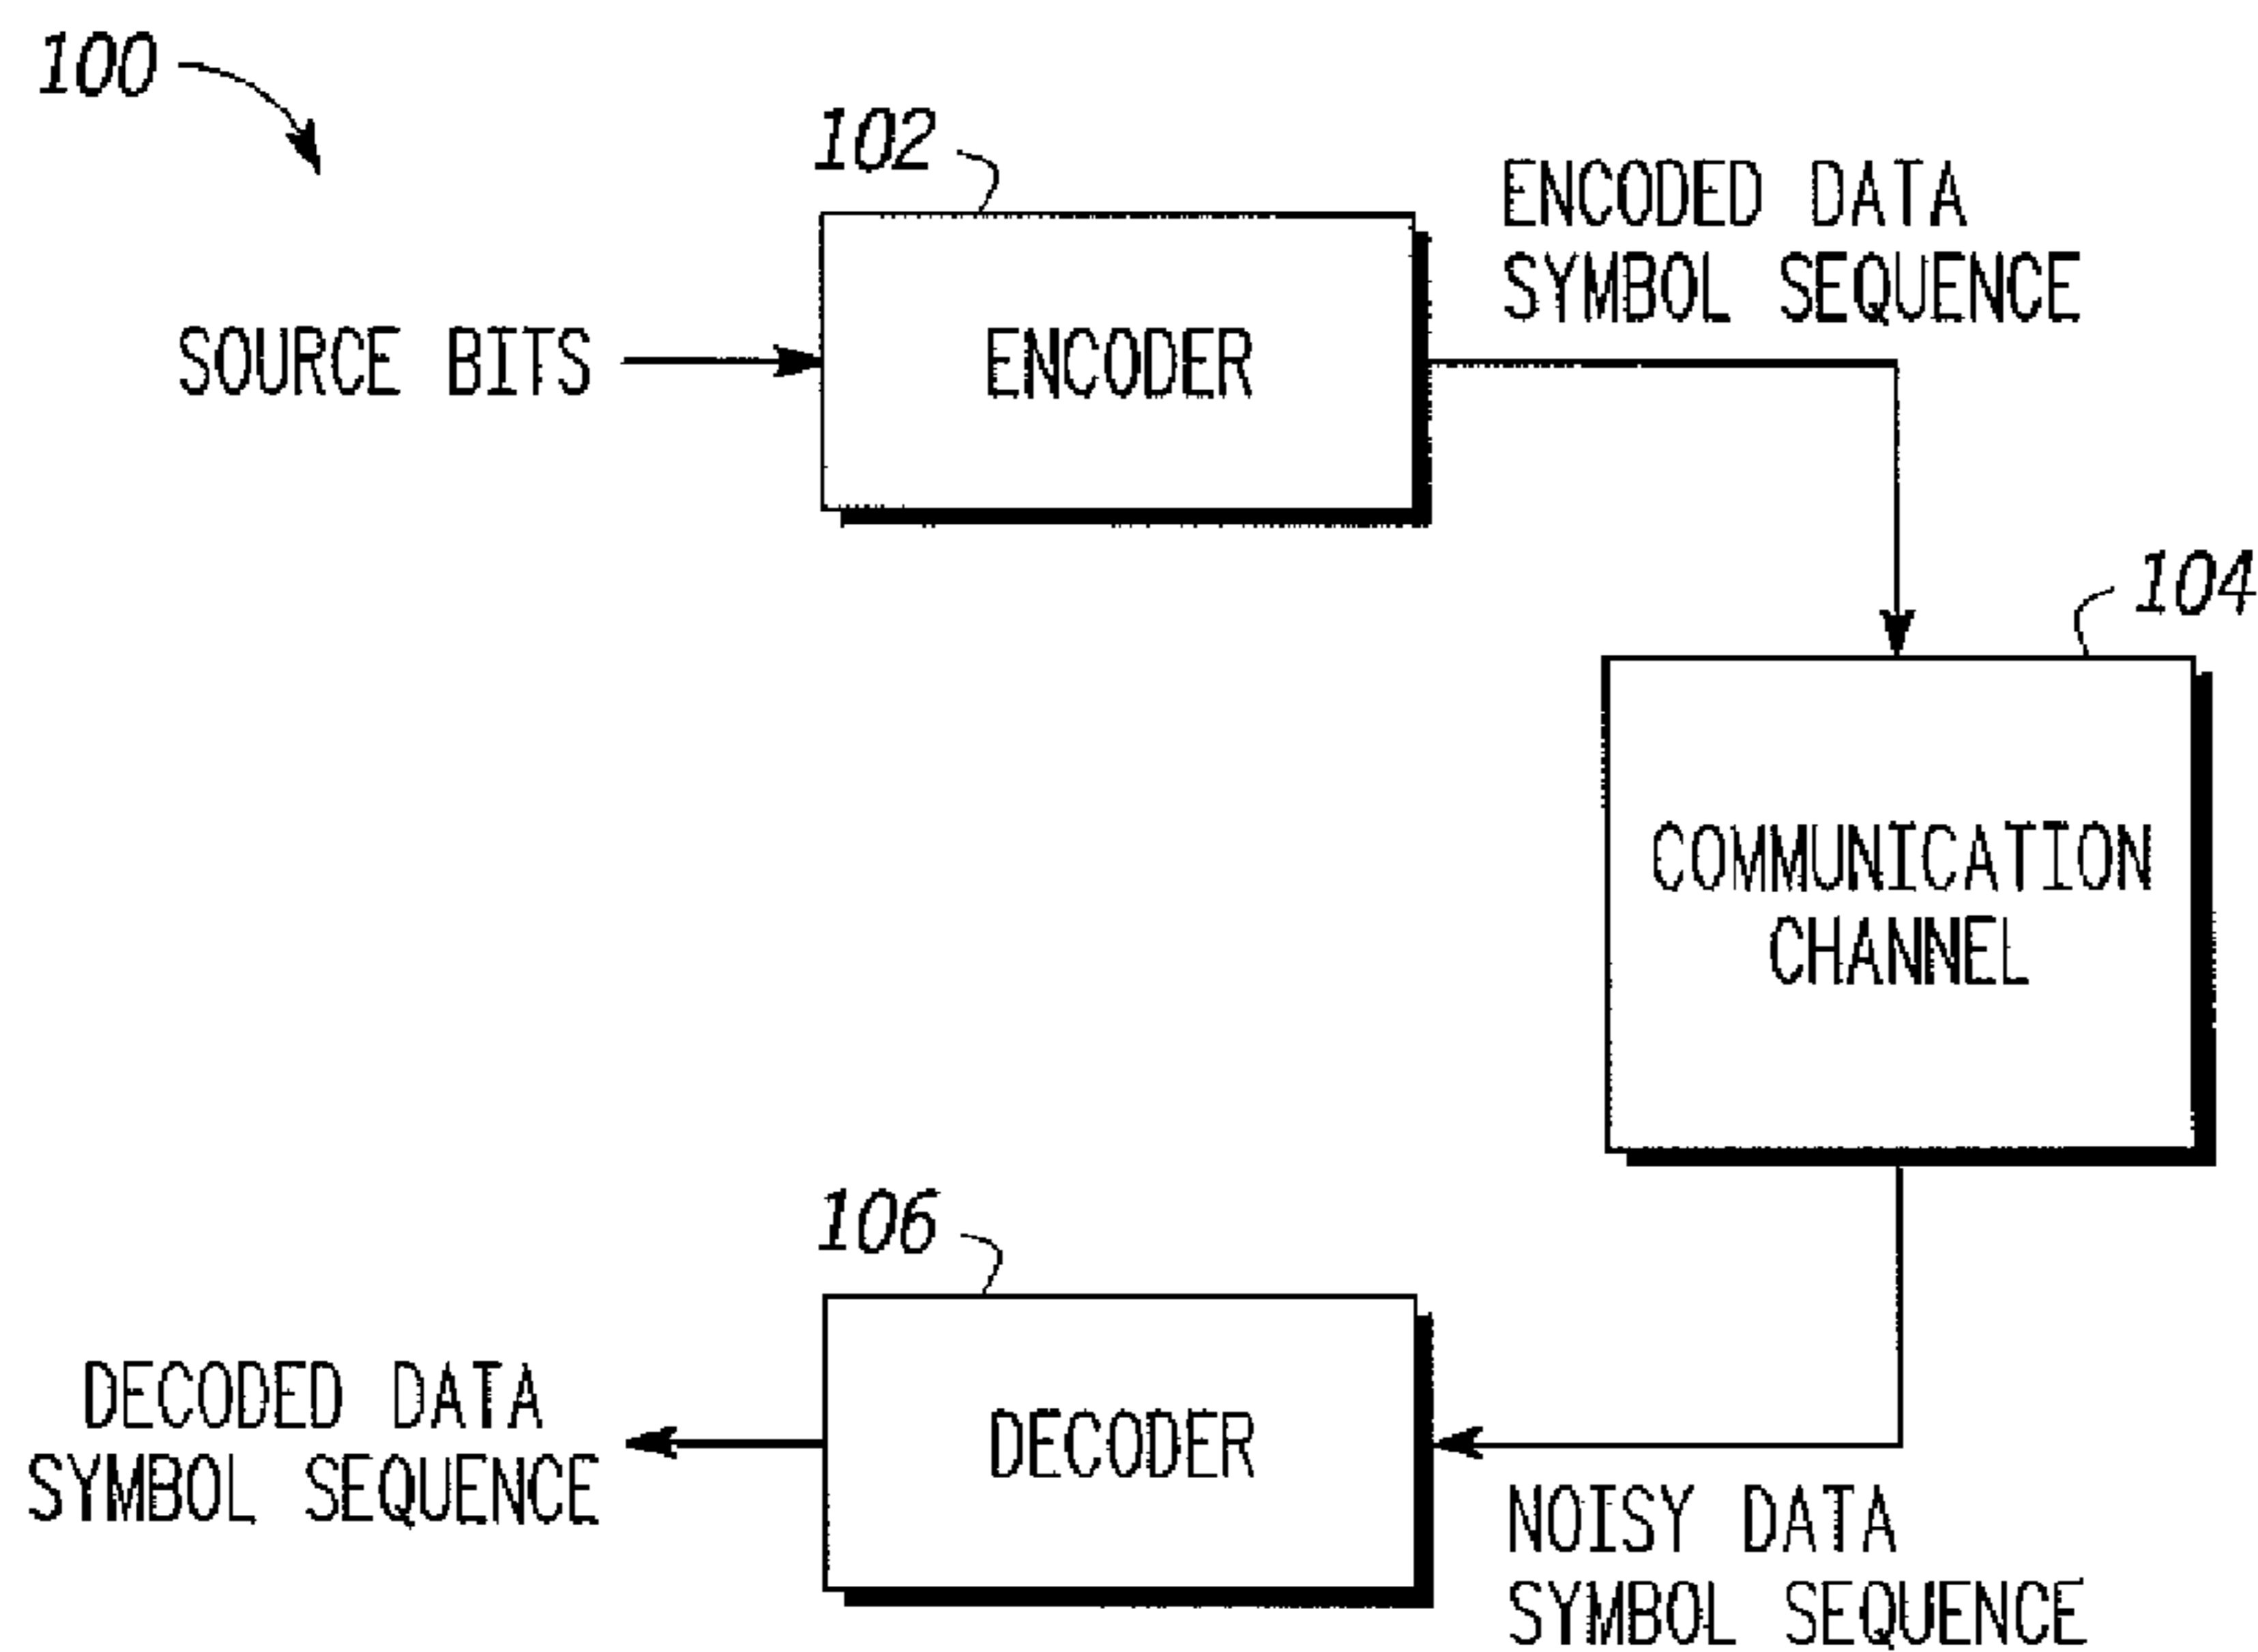 100
102
ENCODED DATA
SYMBOL SEQUENCE
SOURCE BITS
ENCODER
104
COMMUNICATION
CHANNEL
106
DECODED DATA
SYMBOL SEQUENCE
DECODER
NOISY DATA
SYMBOL SEQUENCE